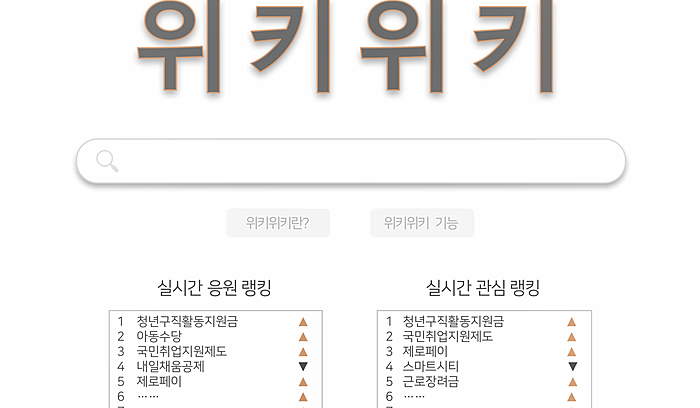 위키위키
위키위키란?
위키위키 기능
실시간 응원 랭킹
1 청년구직활동지원금 ▲
2 아동수당 ▲
3 국민취업지원제도 ▲
4 내일채움공제 ▼
5 제로페이 ▲
6 …… ▲
실시간 관심 랭킹
1 청년구직활동지원금 ▲
2 국민취업지원제도 ▲
3 제로페이 ▲
4 스마트시티 ▼
5 근로장려금 ▲
6 …… ▲